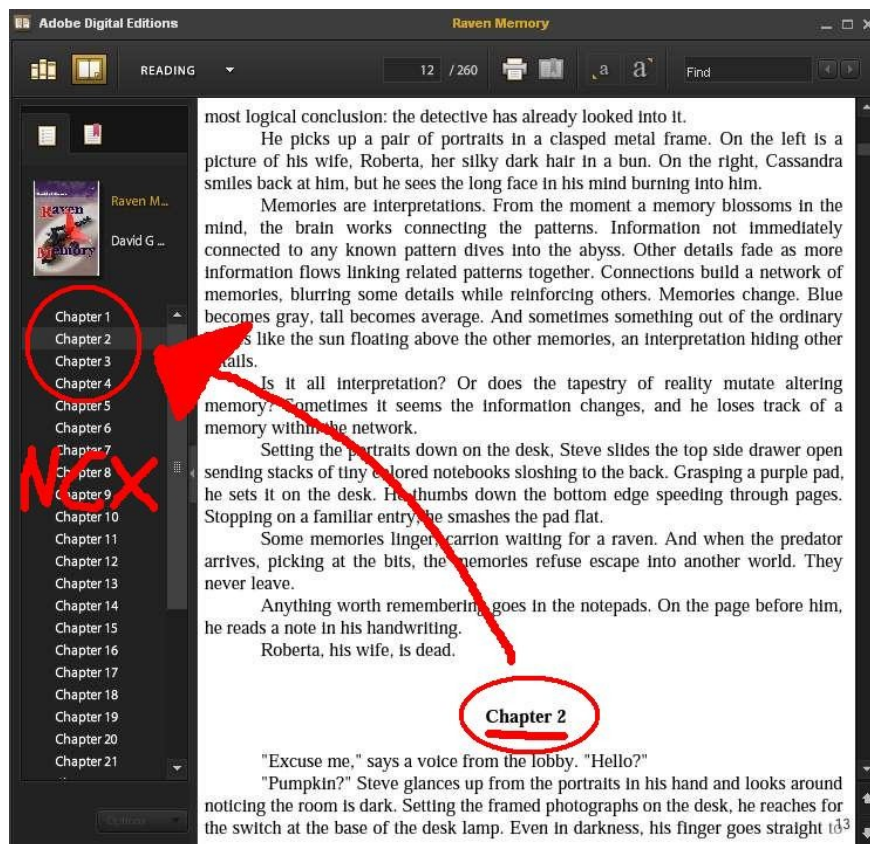 Adobe Digital Editions
Raven Memory
READING
12 / 260
a a
Find
Raven M...
David G ...
Raven
Memory
Chapter 1
Chapter 2
Chapter 3
Chapter 4
Chapter 5
Chapter 6
Chapter 7
Chapter 8
Chapter 9
Chapter 10
Chapter 11
Chapter 12
Chapter 13
Chapter 14
Chapter 15
Chapter 16
Chapter 17
Chapter 18
Chapter 19
Chapter 20
Chapter 21
NCX
Options
most logical conclusion: the detective has already looked into it.
He picks up a pair of portraits in a clasped metal frame. On the left is a
picture of his wife, Roberta, her silky dark hair in a bun. On the right, Cassandra
smiles back at him, but he sees the long face in his mind burning into him.
Memories are interpretations. From the moment a memory blossoms in the
mind, the brain works connecting the patterns. Information not immediately
connected to any known pattern dives into the abyss. Other details fade as more
information flows linking related patterns together. Connections build a network of
memories, blurring some details while reinforcing others. Memories change. Blue
becomes gray, tall becomes average. And sometimes something out of the ordinary
like the sun floating above the other memories, an interpretation hiding other
details.
Is it all interpretation? Or does the tapestry of reality mutate altering
memory? Sometimes it seems the information changes, and he loses track of a
memory within the network.
Setting the portraits down on the desk, Steve slides the top side drawer open
sending stacks of tiny colored notebooks sloshing to the back. Grasping a purple pad,
he sets it on the desk. He thumbs down the bottom edge speeding through pages.
Stopping on a familiar entry, he smashes the pad flat.
Some memories linger, carrion waiting for a raven. And when the predator
arrives, picking at the bits, the memories refuse escape into another world. They
never leave.
Anything worth remembering goes in the notepads. On the page before him,
he reads a note in his handwriting.
Roberta, his wife, is dead.
Chapter 2
"Excuse me," says a voice from the lobby. "Hello?"
"Pumpkin?" Steve glances up from the portraits in his hand and looks around
noticing the room is dark. Setting the framed photographs on the desk, he reaches for
the switch at the base of the desk lamp. Even in darkness, his finger goes straight to
13